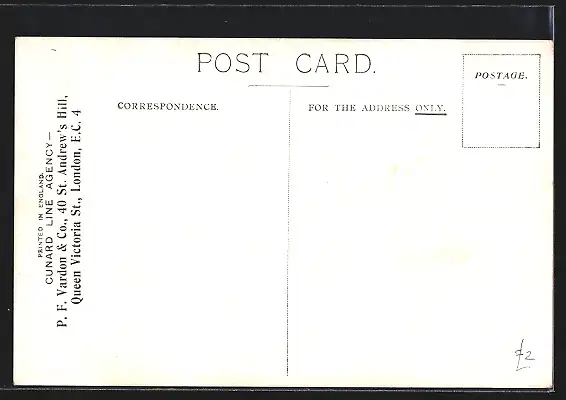 POST CARD.
CORRESPONDENCE.
FOR THE ADDRESS ONLY.
POSTAGE.
PRINTED IN ENGLAND.
CUNARD LINE AGENCY—
P. F. Vardon & Co., 40 St. Andrew's Hill,
Queen Victoria St., London, E.C. 4
£2